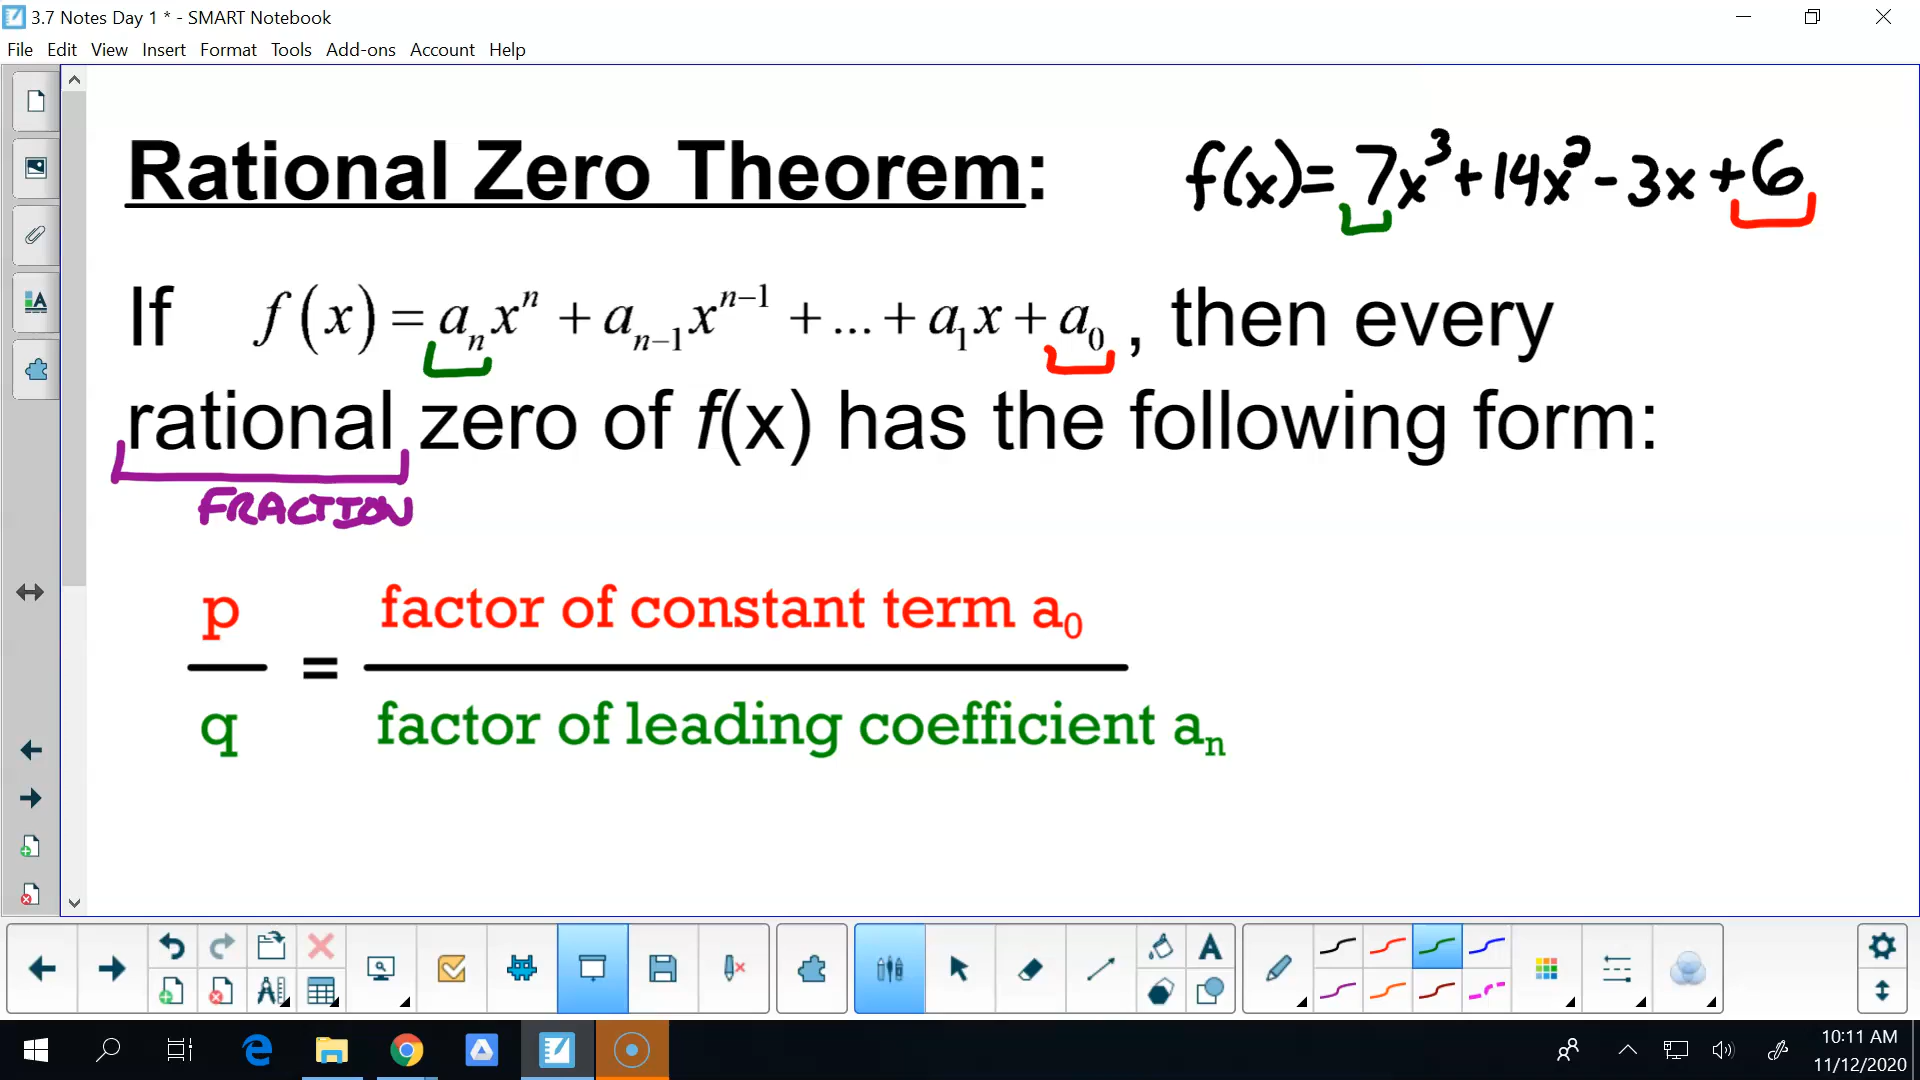 3.7 Notes Day 1 * - SMART Notebook
File Edit View Insert Format Tools Add-ons Account Help
Rational Zero Theorem:
f(x)= 7x³+14x²-3x+6
If f(x) = aₙxⁿ + aₙ₋₁xⁿ⁻¹ + ... + a₁x + a₀ , then every
rational zero of f(x) has the following form:
FRACTION
p/q = factor of constant term a₀ / factor of leading coefficient aₙ
10:11 AM
11/12/2020